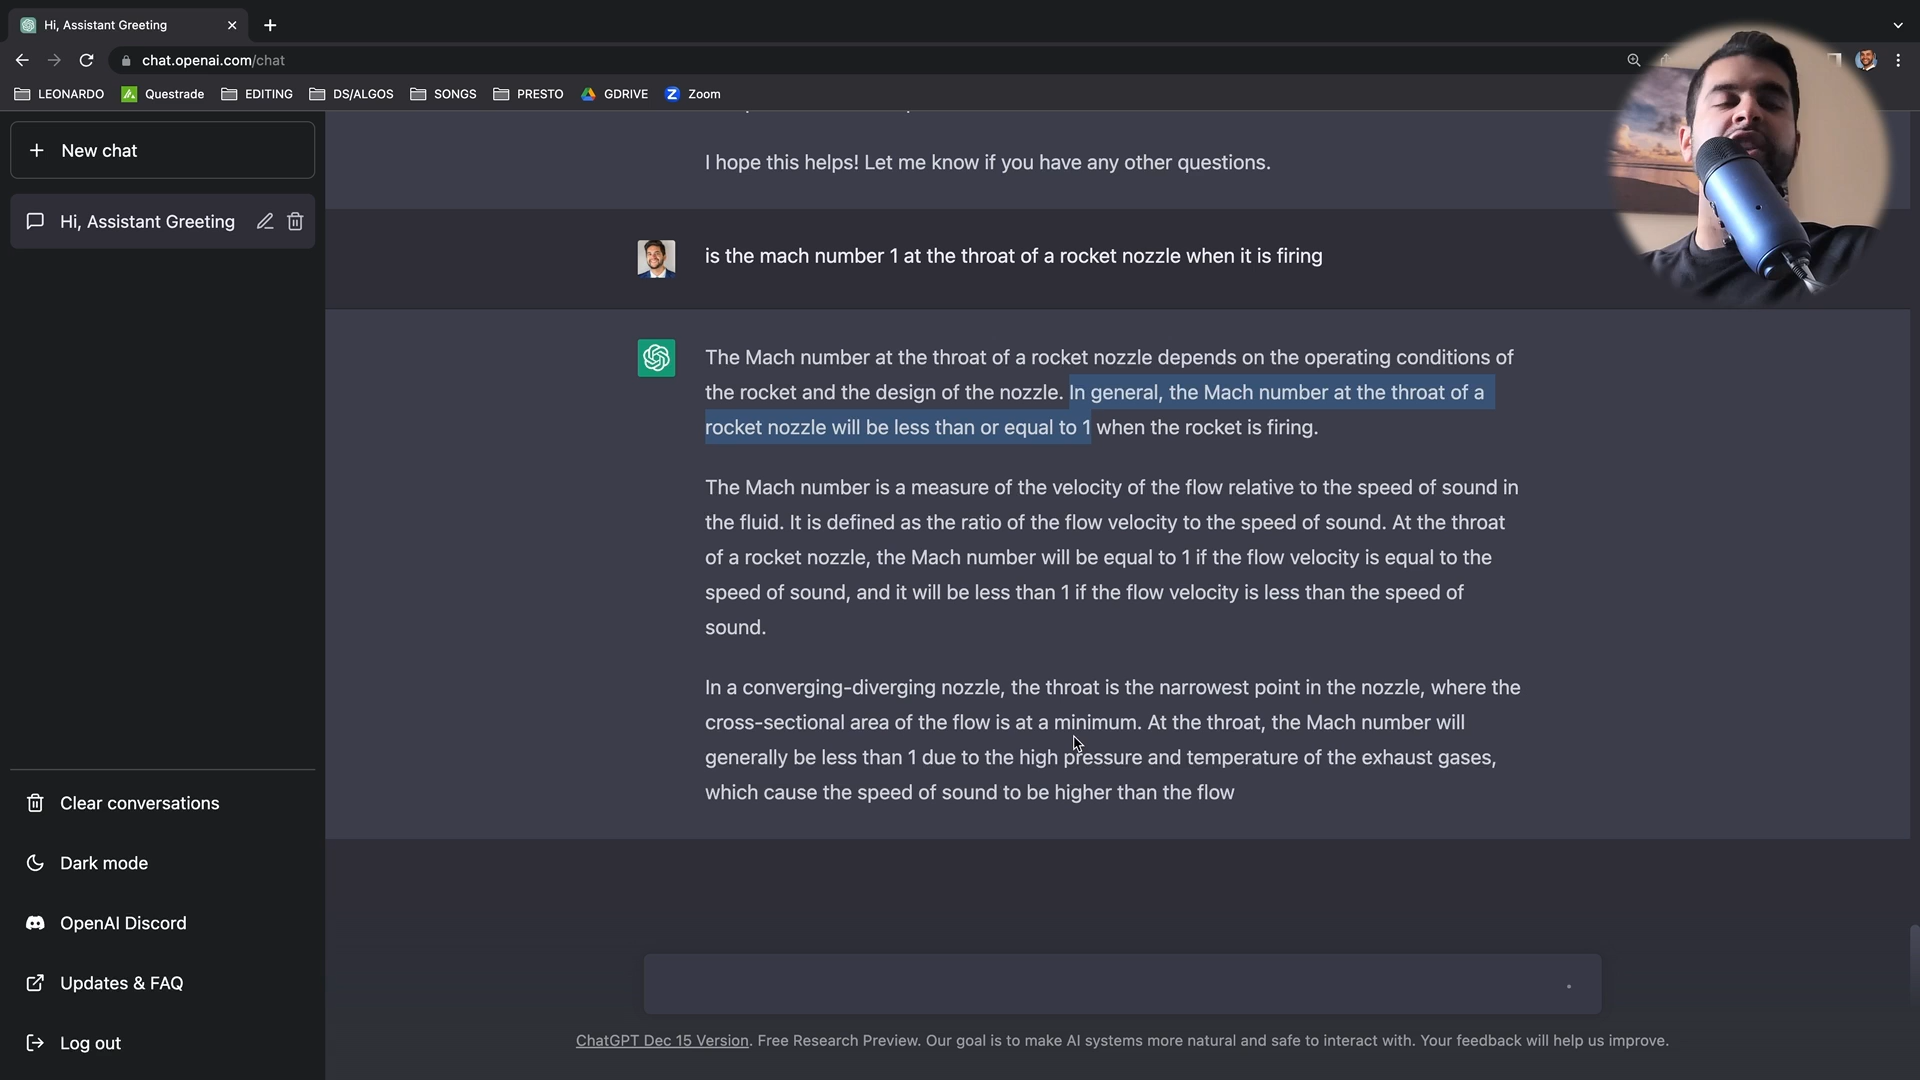 Hi, Assistant Greeting
chat.openai.com/chat
LEONARDO
Questrade
EDITING
DS/ALGOS
SONGS
PRESTO
GDRIVE
Zoom
New chat
Hi, Assistant Greeting
I hope this helps! Let me know if you have any other questions.
is the mach number 1 at the throat of a rocket nozzle when it is firing
The Mach number at the throat of a rocket nozzle depends on the operating conditions of
the rocket and the design of the nozzle. In general, the Mach number at the throat of a
rocket nozzle will be less than or equal to 1 when the rocket is firing.
The Mach number is a measure of the velocity of the flow relative to the speed of sound in
the fluid. It is defined as the ratio of the flow velocity to the speed of sound. At the throat
of a rocket nozzle, the Mach number will be equal to 1 if the flow velocity is equal to the
speed of sound, and it will be less than 1 if the flow velocity is less than the speed of
sound.
In a converging-diverging nozzle, the throat is the narrowest point in the nozzle, where the
cross-sectional area of the flow is at a minimum. At the throat, the Mach number will
generally be less than 1 due to the high pressure and temperature of the exhaust gases,
which cause the speed of sound to be higher than the flow
Clear conversations
Dark mode
OpenAI Discord
Updates & FAQ
Log out
ChatGPT Dec 15 Version. Free Research Preview. Our goal is to make AI systems more natural and safe to interact with. Your feedback will help us improve.